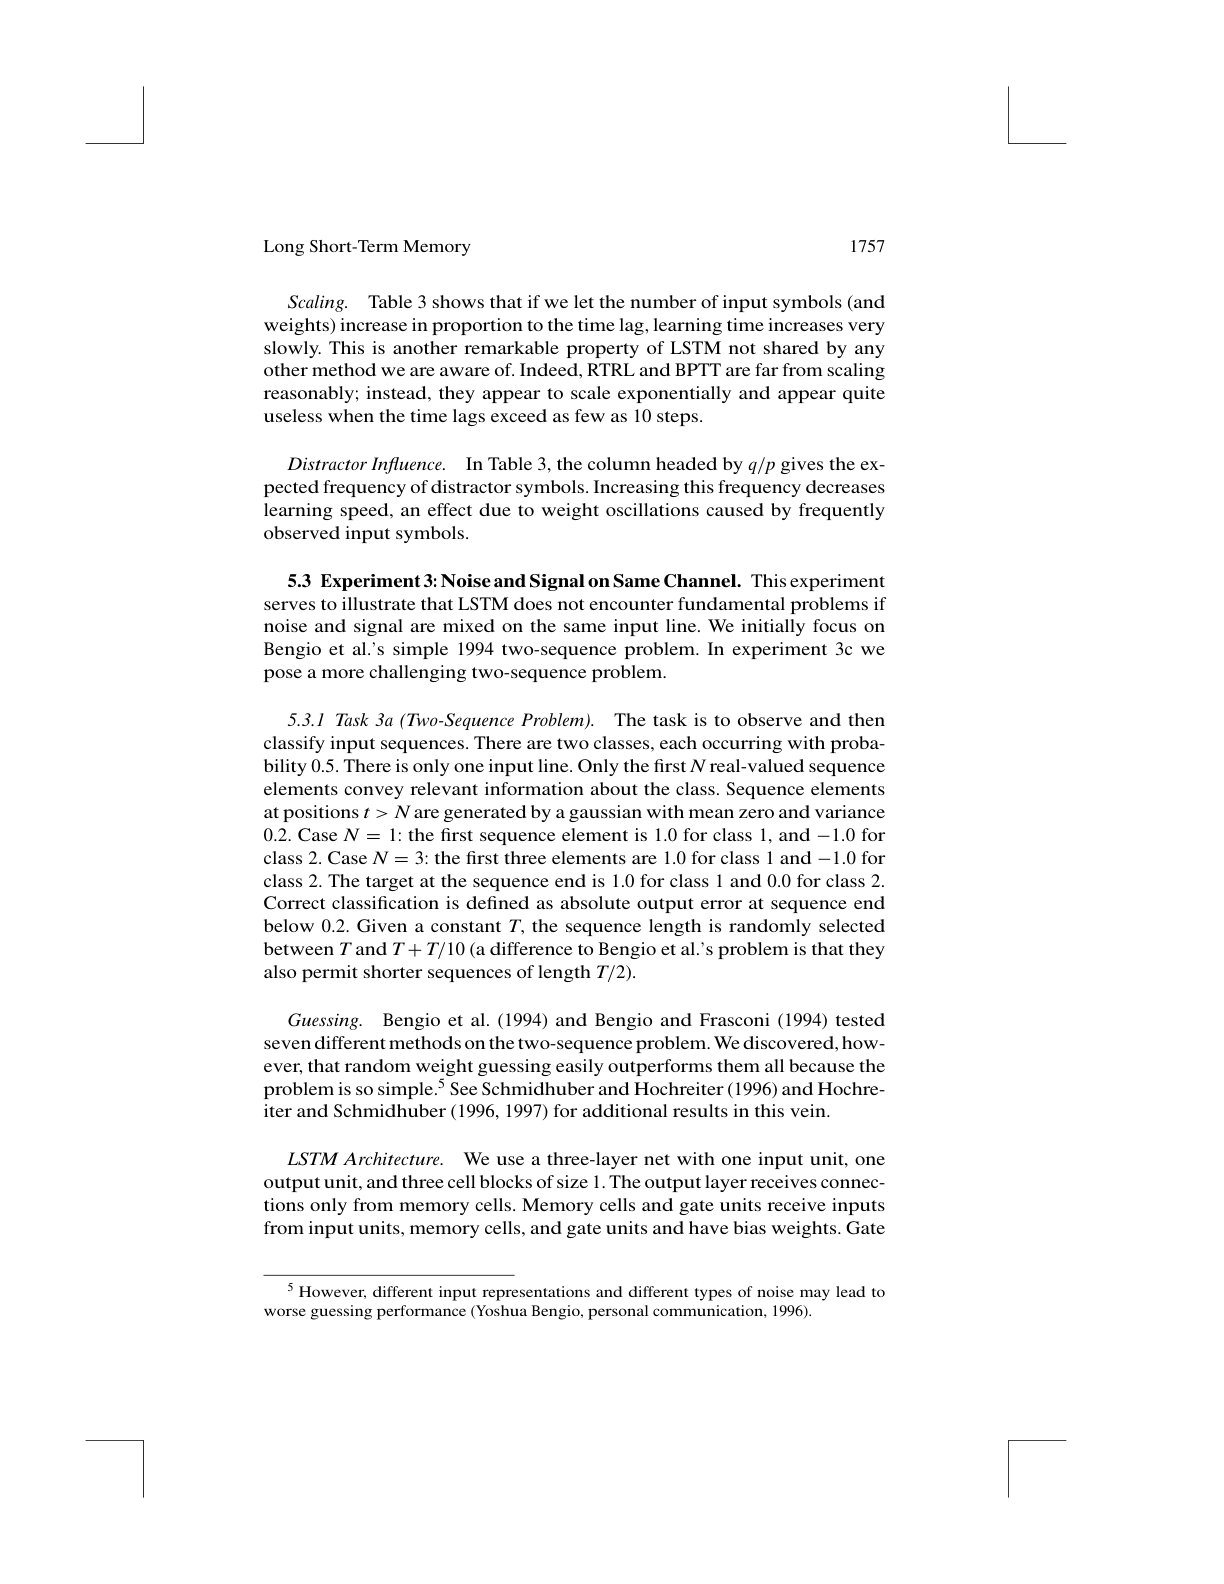 Long Short-Term Memory 1757
Scaling. Table 3 shows that if we let the number of input symbols (and
weights) increase in proportion to the time lag, learning time increases very
slowly. This is another remarkable property of LSTM not shared by any
other method we are aware of. Indeed, RTRL and BPTT are far from scaling
reasonably; instead, they appear to scale exponentially and appear quite
useless when the time lags exceed as few as 10 steps.
Distractor Influence. In Table 3, the column headed by q/p gives the ex-
pected frequency of distractor symbols. Increasing this frequency decreases
learning speed, an effect due to weight oscillations caused by frequently
observed input symbols.
5.3 Experiment 3: Noise and Signal on Same Channel. This experiment
serves to illustrate that LSTM does not encounter fundamental problems if
noise and signal are mixed on the same input line. We initially focus on
Bengio et al.'s simple 1994 two-sequence problem. In experiment 3c we
pose a more challenging two-sequence problem.
5.3.1 Task 3a (Two-Sequence Problem). The task is to observe and then
classify input sequences. There are two classes, each occurring with proba-
bility 0.5. There is only one input line. Only the first N real-valued sequence
elements convey relevant information about the class. Sequence elements
at positions t > N are generated by a gaussian with mean zero and variance
0.2. Case N = 1: the first sequence element is 1.0 for class 1, and −1.0 for
class 2. Case N = 3: the first three elements are 1.0 for class 1 and −1.0 for
class 2. The target at the sequence end is 1.0 for class 1 and 0.0 for class 2.
Correct classification is defined as absolute output error at sequence end
below 0.2. Given a constant T, the sequence length is randomly selected
between T and T + T/10 (a difference to Bengio et al.'s problem is that they
also permit shorter sequences of length T/2).
Guessing. Bengio et al. (1994) and Bengio and Frasconi (1994) tested
seven different methods on the two-sequence problem. We discovered, how-
ever, that random weight guessing easily outperforms them all because the
problem is so simple.⁵ See Schmidhuber and Hochreiter (1996) and Hochre-
iter and Schmidhuber (1996, 1997) for additional results in this vein.
LSTM Architecture. We use a three-layer net with one input unit, one
output unit, and three cell blocks of size 1. The output layer receives connec-
tions only from memory cells. Memory cells and gate units receive inputs
from input units, memory cells, and gate units and have bias weights. Gate
⁵ However, different input representations and different types of noise may lead to
worse guessing performance (Yoshua Bengio, personal communication, 1996).